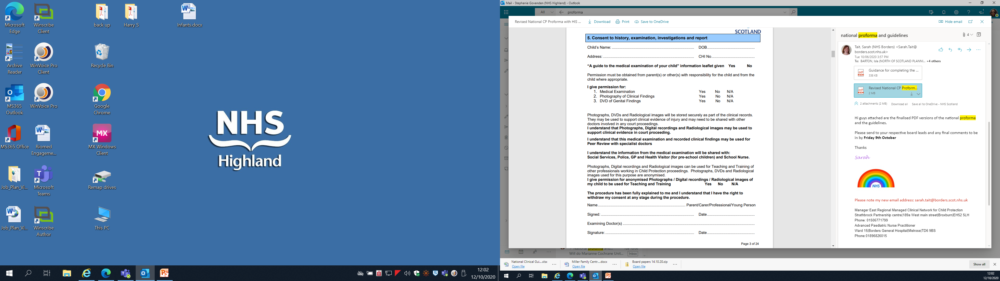 Microsoft Edge
Winscribe Client
back up
Harry S
Infants.docx
Archive Reader
WinVoice Pro Client
Recycle Bin
MS365 Outlook
WinVoice Pro
Google Chrome
MS365 Office
Riomed Engageme...
MX
MX Windows Client
Job_Plan_Vi...
Microsoft Teams
Remap drives
Job_Plan_Vi...
Winscribe Author
This PC
NHS
Highland
12:02
12/10/2020
Mail - Stephanie Govenden (NHS Highland) - Outlook
All
proforma
Revised National CP Proforma with HIS ...
Download
Print
Save to OneDrive
Hide email
SCOTLAND
5. Consent to history, examination, investigations and report
Child's Name: ............................................................................ DOB............................................
Address: .................................................................................... CHI No........................................
“A guide to the medical examination of your child” information leaflet given Yes No
Permission must be obtained from parent(s) or other(s) with responsibility for the child and from the
child where appropriate.
I give permission for:
1. Medical Examination Yes No N/A
2. Photography of Clinical Findings Yes No N/A
3. DVD of Genital Findings Yes No N/A
Photographs, DVDs and Radiological images will be stored securely as part of the clinical records.
They may be used to support clinical evidence of injury and may need to be shared with other
doctors involved in any court proceedings.
I understand that Photographs, Digital recordings and Radiological images may be used to
support clinical evidence in court proceeding.
I understand that this medical examination and recorded clinical findings may be used for
Peer Review with specialist doctors
I understand the information from the medical examination will be shared with:
Social Services, Police, GP and Health Visitor (for pre-school children) and School Nurse.
Photographs, Digital recordings and Radiological images can be used for Teaching and Training of
other professionals working in Child Protection proceedings. Photographs, DVDs and Radiological
images used for this purpose are anonymised.
I give permission for anonymised Photographs / Digital recordings / Radiological images of
my child to be used for Teaching and Training Yes No N/A
The procedure has been fully explained to me and I understand that I have the right to
withdraw my consent at any stage during the procedure.
Name................................................................................. Parent/Carer/Professional/Young Person
Signed: ...................................................................................... Date............................................
Examining Doctor(s) ..........................................................................................................................
Signature: .................................................................................. Date............................................
Page 3 of 24
national proforma and guidelines
4
Tait, Sarah (NHS Borders) <Sarah.Tait@
borders.scot.nhs.uk>
Tue 10/06/2020 3:57 PM
To: BARTON, Isla (NORTH OF SCOTLAND PLANNI... +4 others
Guidance for completing the ...
338 KB
Revised National CP Proform...
2 MB
2 attachments (2 MB) Download all Save all to OneDrive - NHS Scotland
Hi guys attached are the finalised PDF versions of the national proforma
and the guidelines.
Please send to your respective board leads and any final comments to be
in by Friday 9th October
Thanks
Sarah
NHS
Please note my new email address: sarah.tait@borders.scot.nhs.uk
Manager East Regional Managed Clinical Network for Child Protection
Strathbrock Partnership centre|189a West main street|Broxburn|EH52 5LH
Phone: 01506771799
Advanced Paediatric Nurse Practitioner
Ward 15|Borders General Hospital|Melrose|TD6 9BS
Phone:01896826015
Will do Marianne Cochrane Unit...
Inbox
National Clinical Gui....xlsx
Open file
Miller Family Centr....docx
Open file
Board papers 14.10.20.zip
Open file
Show all
12:02
12/10/2020